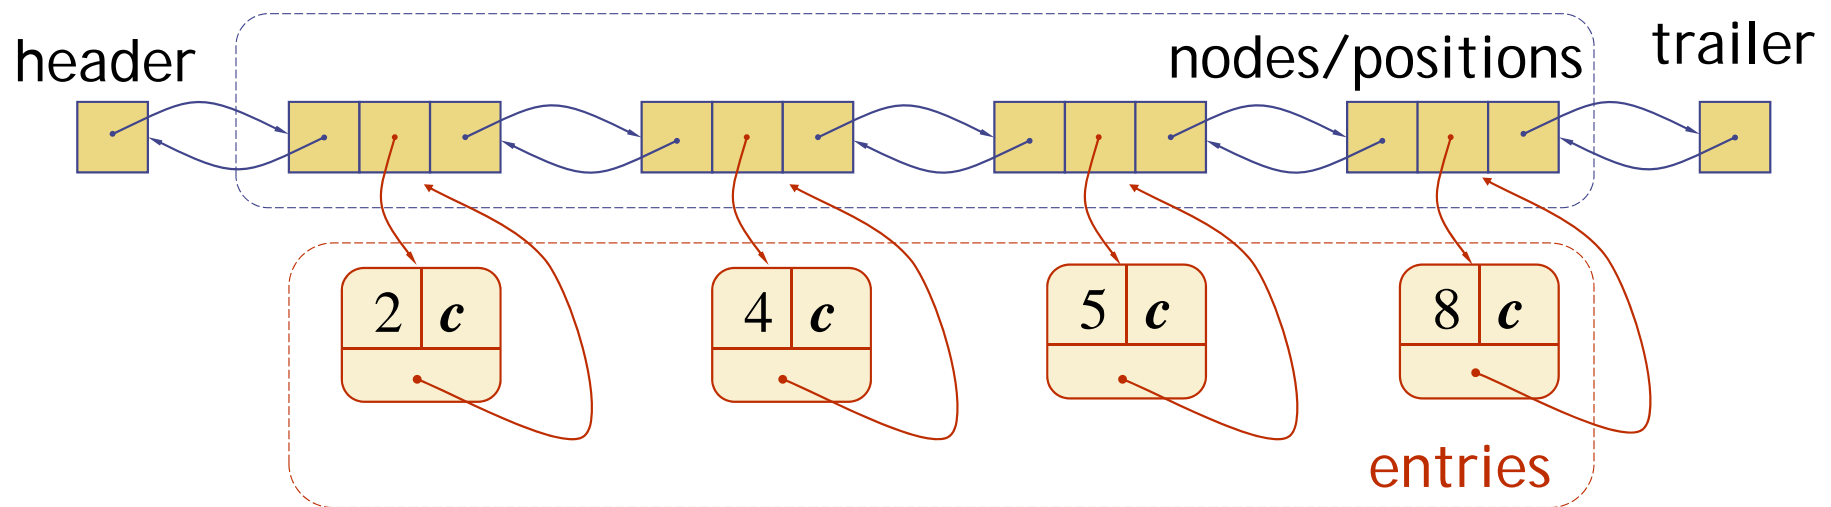 header
nodes/positions
trailer
2 c
4 c
5 c
8 c
entries